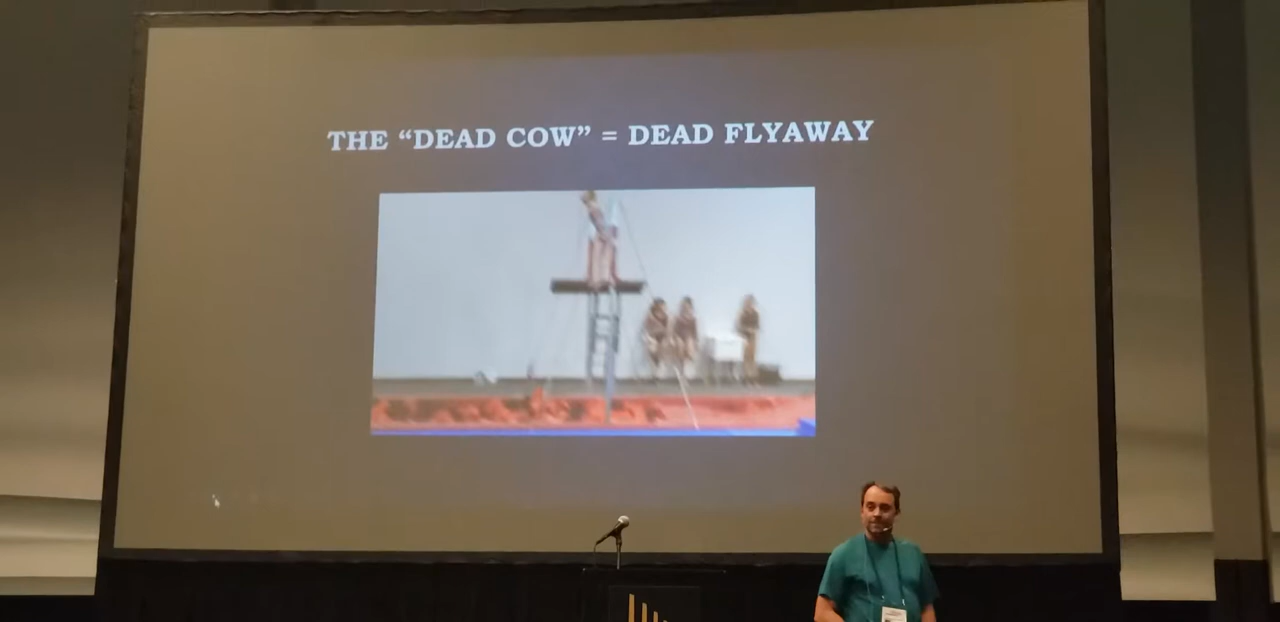 THE “DEAD COW” = DEAD FLYAWAY